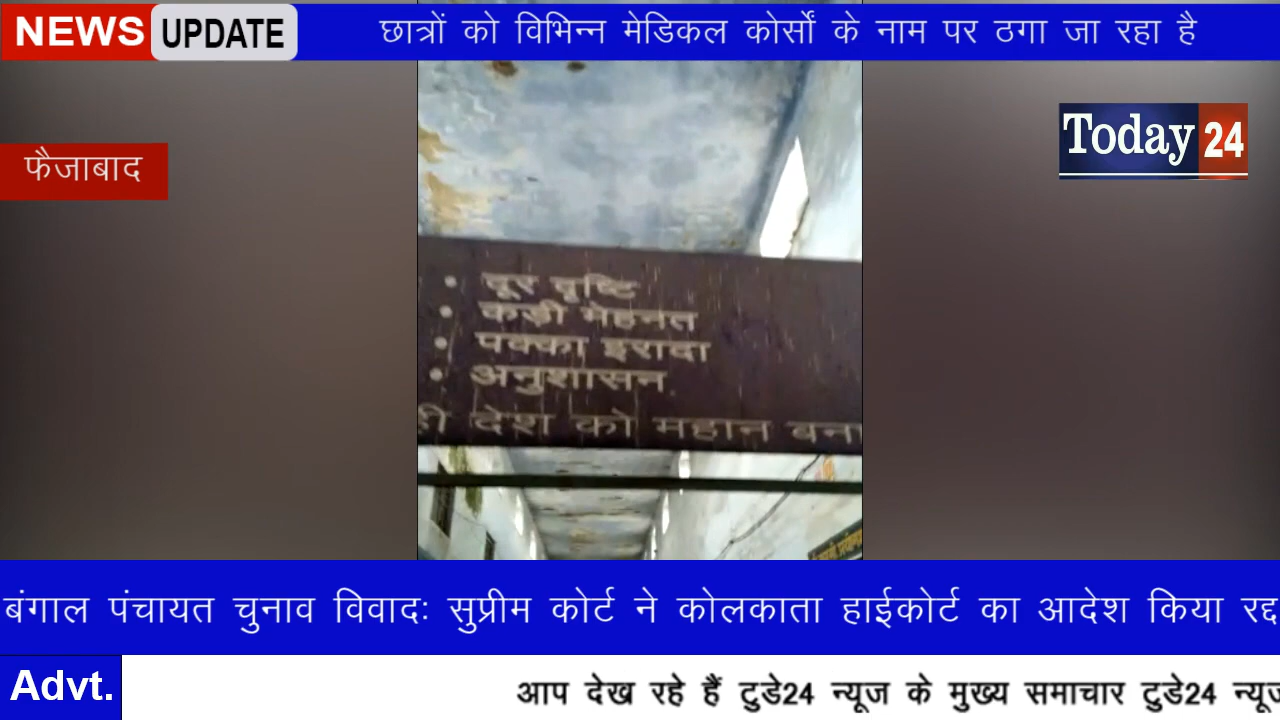 NEWS UPDATE
छात्रों को विभिन्न मेडिकल कोर्सों के नाम पर ठगा जा रहा है
Today 24
फैजाबाद
• दूर दृष्टि
• कड़ी मेहनत
• पक्का इरादा
• अनुशासन
ही देश को महान बना
बंगाल पंचायत चुनाव विवादः सुप्रीम कोर्ट ने कोलकाता हाईकोर्ट का आदेश किया रद्द
Advt.
आप देख रहे हैं टुडे24 न्यूज के मुख्य समाचार टुडे24 न्यूज